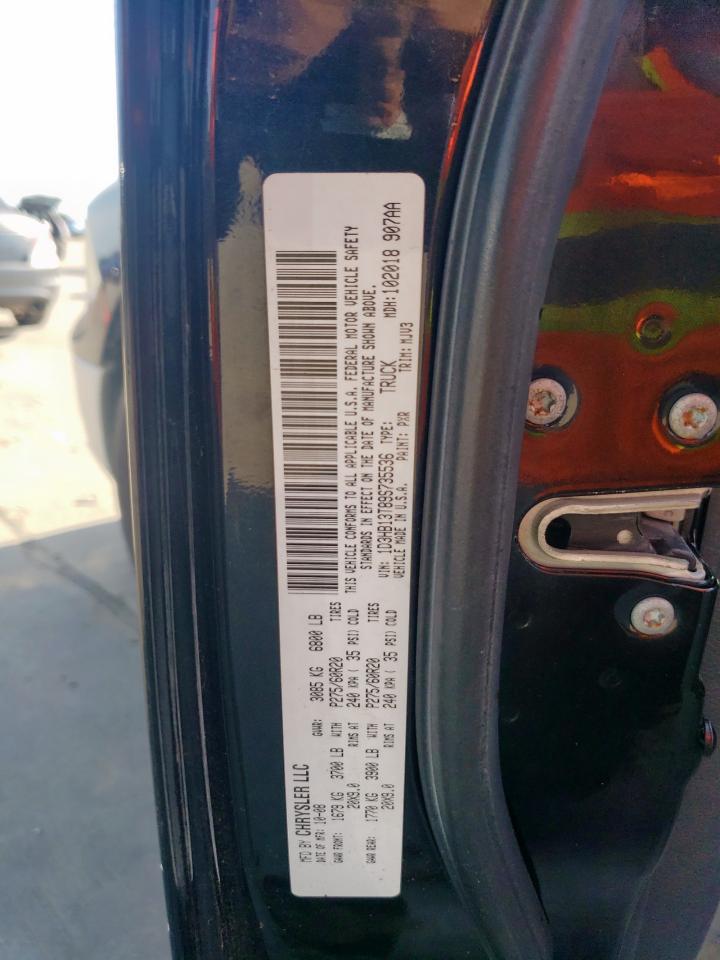 MFD BY CHRYSLER LLC
DATE OF MFR: 10-08 GVWR: 3085 KG 6800 LB
GAWR FRONT: 1679 KG 3700 LB WITH P275/60R20 TIRES
20X9.0 RIMS AT 240 KPA ( 35 PSI) COLD
GAWR REAR: 1770 KG 3900 LB WITH P275/60R20 TIRES
20X9.0 RIMS AT 240 KPA ( 35 PSI) COLD
THIS VEHICLE CONFORMS TO ALL APPLICABLE U.S.A. FEDERAL MOTOR VEHICLE SAFETY
STANDARDS IN EFFECT ON THE DATE OF MANUFACTURE SHOWN ABOVE.
VIN: 1D3HB13T89S735536 TYPE: TRUCK MDH: 102018 907AA
VEHICLE MADE IN U.S.A. PAINT: PXR TRIM: MJV3